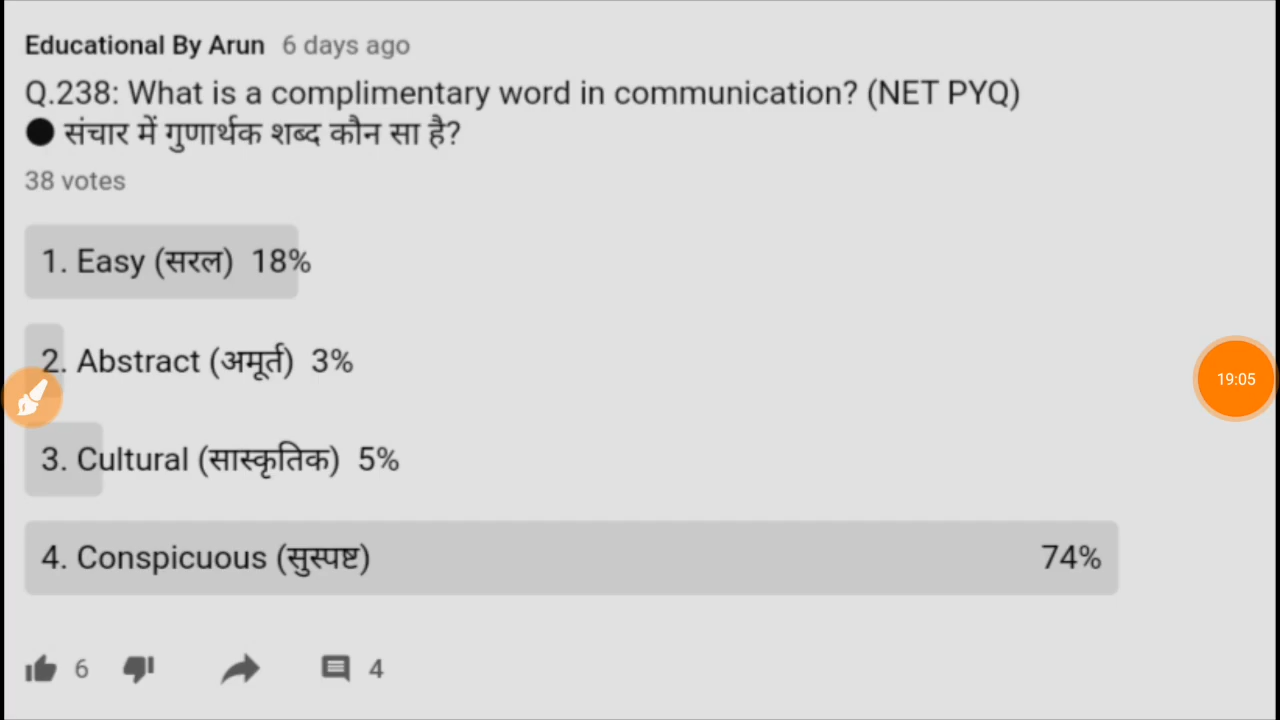 Educational By Arun 6 days ago
Q.238: What is a complimentary word in communication? (NET PYQ)
● संचार में गुणार्थक शब्द कौन सा है?
38 votes
1. Easy (सरल) 18%
2. Abstract (अमूर्त) 3%
19:05
3. Cultural (सास्कृतिक) 5%
4. Conspicuous (सुस्पष्ट) 74%
6 4